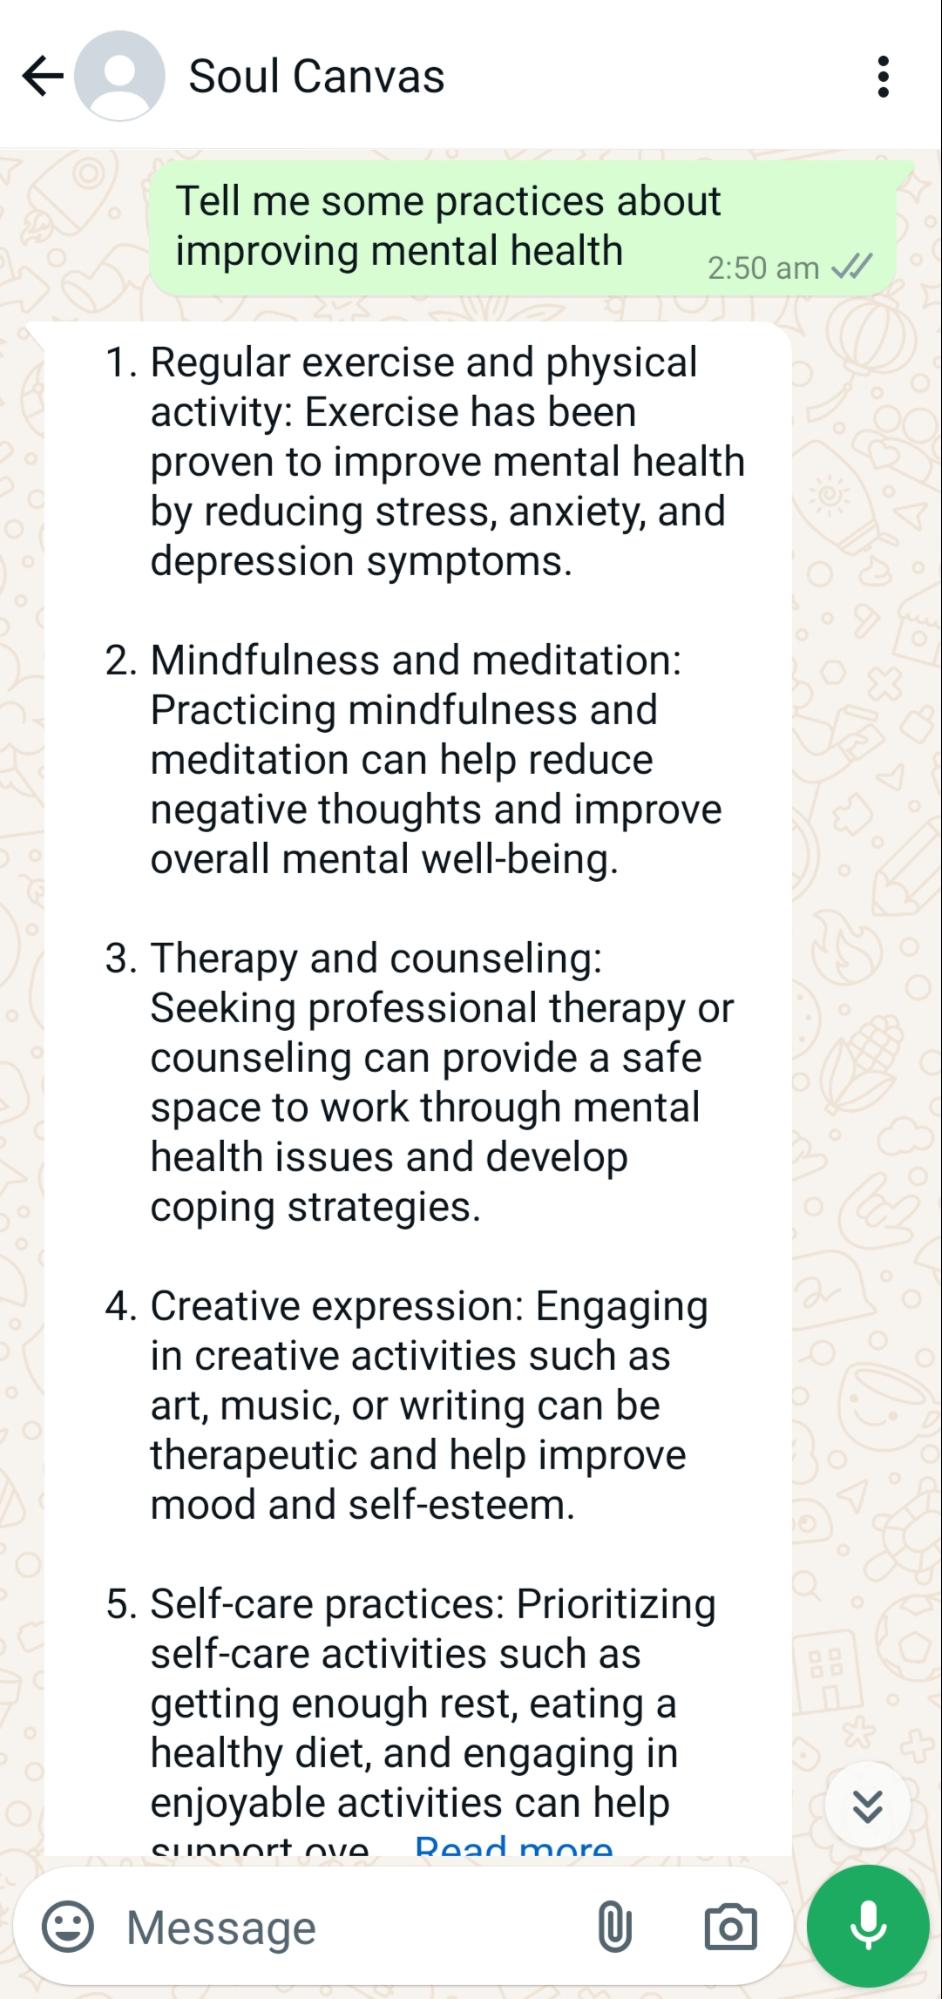 Soul Canvas
Tell me some practices about
improving mental health
2:50 am
1. Regular exercise and physical
activity: Exercise has been
proven to improve mental health
by reducing stress, anxiety, and
depression symptoms.
2. Mindfulness and meditation:
Practicing mindfulness and
meditation can help reduce
negative thoughts and improve
overall mental well-being.
3. Therapy and counseling:
Seeking professional therapy or
counseling can provide a safe
space to work through mental
health issues and develop
coping strategies.
4. Creative expression: Engaging
in creative activities such as
art, music, or writing can be
therapeutic and help improve
mood and self-esteem.
5. Self-care practices: Prioritizing
self-care activities such as
getting enough rest, eating a
healthy diet, and engaging in
enjoyable activities can help
support ove... Read more
Message